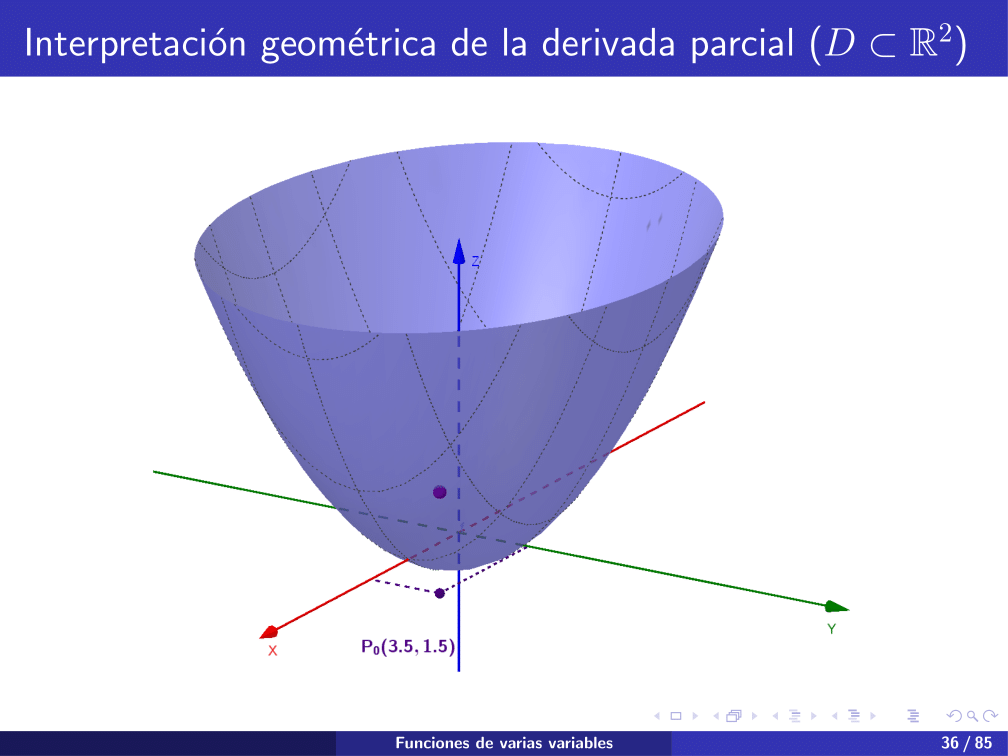 Interpretación geométrica de la derivada parcial (D ⊂ ℝ²)
Z
Y
X
P₀(3.5, 1.5)
Funciones de varias variables
36 / 85